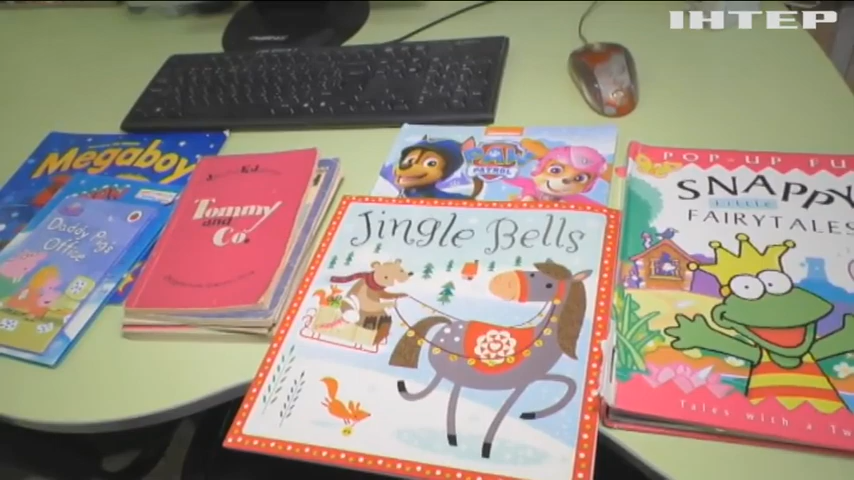 ІНТЕР
Megaboy
Daddy Pig's
Office
Tommy
and
Co.
PAW
PATROL
Jingle Bells
POP-UP FUN
SNAPPY
Little
FAIRYTALES
Tales with a Tw